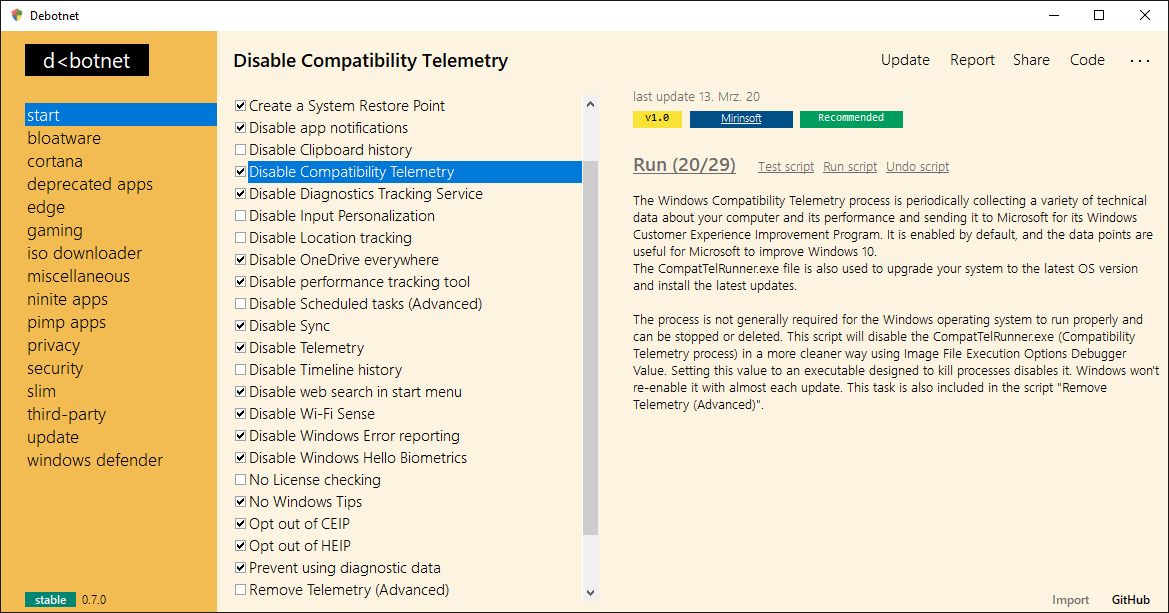 Debotnet
d<botnet
start
bloatware
cortana
deprecated apps
edge
gaming
iso downloader
miscellaneous
ninite apps
pimp apps
privacy
security
slim
third-party
update
windows defender
stable 0.7.0
Disable Compatibility Telemetry
Update Report Share Code ...
Create a System Restore Point
Disable app notifications
Disable Clipboard history
Disable Compatibility Telemetry
Disable Diagnostics Tracking Service
Disable Input Personalization
Disable Location tracking
Disable OneDrive everywhere
Disable performance tracking tool
Disable Scheduled tasks (Advanced)
Disable Sync
Disable Telemetry
Disable Timeline history
Disable web search in start menu
Disable Wi-Fi Sense
Disable Windows Error reporting
Disable Windows Hello Biometrics
No License checking
No Windows Tips
Opt out of CEIP
Opt out of HEIP
Prevent using diagnostic data
Remove Telemetry (Advanced)
last update 13. Mrz. 20
v1.0 Mirinsoft Recommended
Run (20/29) Test script Run script Undo script
The Windows Compatibility Telemetry process is periodically collecting a variety of technical
data about your computer and its performance and sending it to Microsoft for its Windows
Customer Experience Improvement Program. It is enabled by default, and the data points are
useful for Microsoft to improve Windows 10.
The CompatTelRunner.exe file is also used to upgrade your system to the latest OS version
and install the latest updates.
The process is not generally required for the Windows operating system to run properly and
can be stopped or deleted. This script will disable the CompatTelRunner.exe (Compatibility
Telemetry process) in a more cleaner way using Image File Execution Options Debugger
Value. Setting this value to an executable designed to kill processes disables it. Windows won't
re-enable it with almost each update. This task is also included in the script "Remove
Telemetry (Advanced)".
Import GitHub